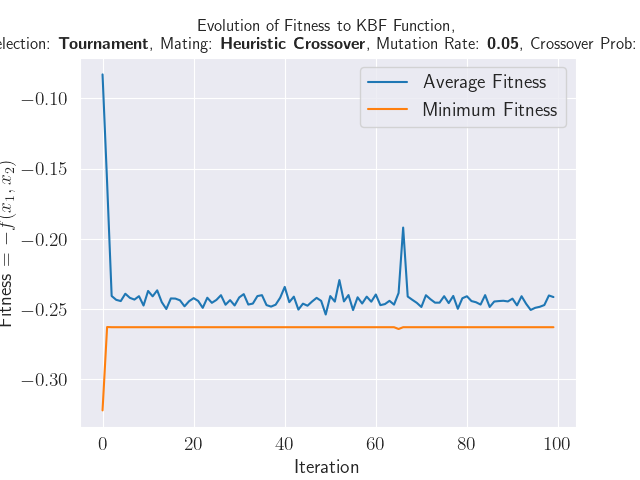 Evolution of Fitness to KBF Function,
election: Tournament, Mating: Heuristic Crossover, Mutation Rate: 0.05, Crossover Prob:
Average Fitness
Minimum Fitness
−0.10
−0.15
−0.20
−0.25
−0.30
Fitness = −f(x₁, x₂)
0 20 40 60 80 100
Iteration